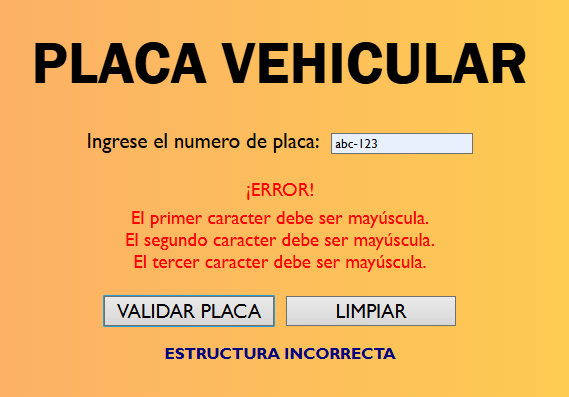 PLACA VEHICULAR
Ingrese el numero de placa: abc-123
¡ERROR!
El primer caracter debe ser mayúscula.
El segundo caracter debe ser mayúscula.
El tercer caracter debe ser mayúscula.
VALIDAR PLACA LIMPIAR
ESTRUCTURA INCORRECTA